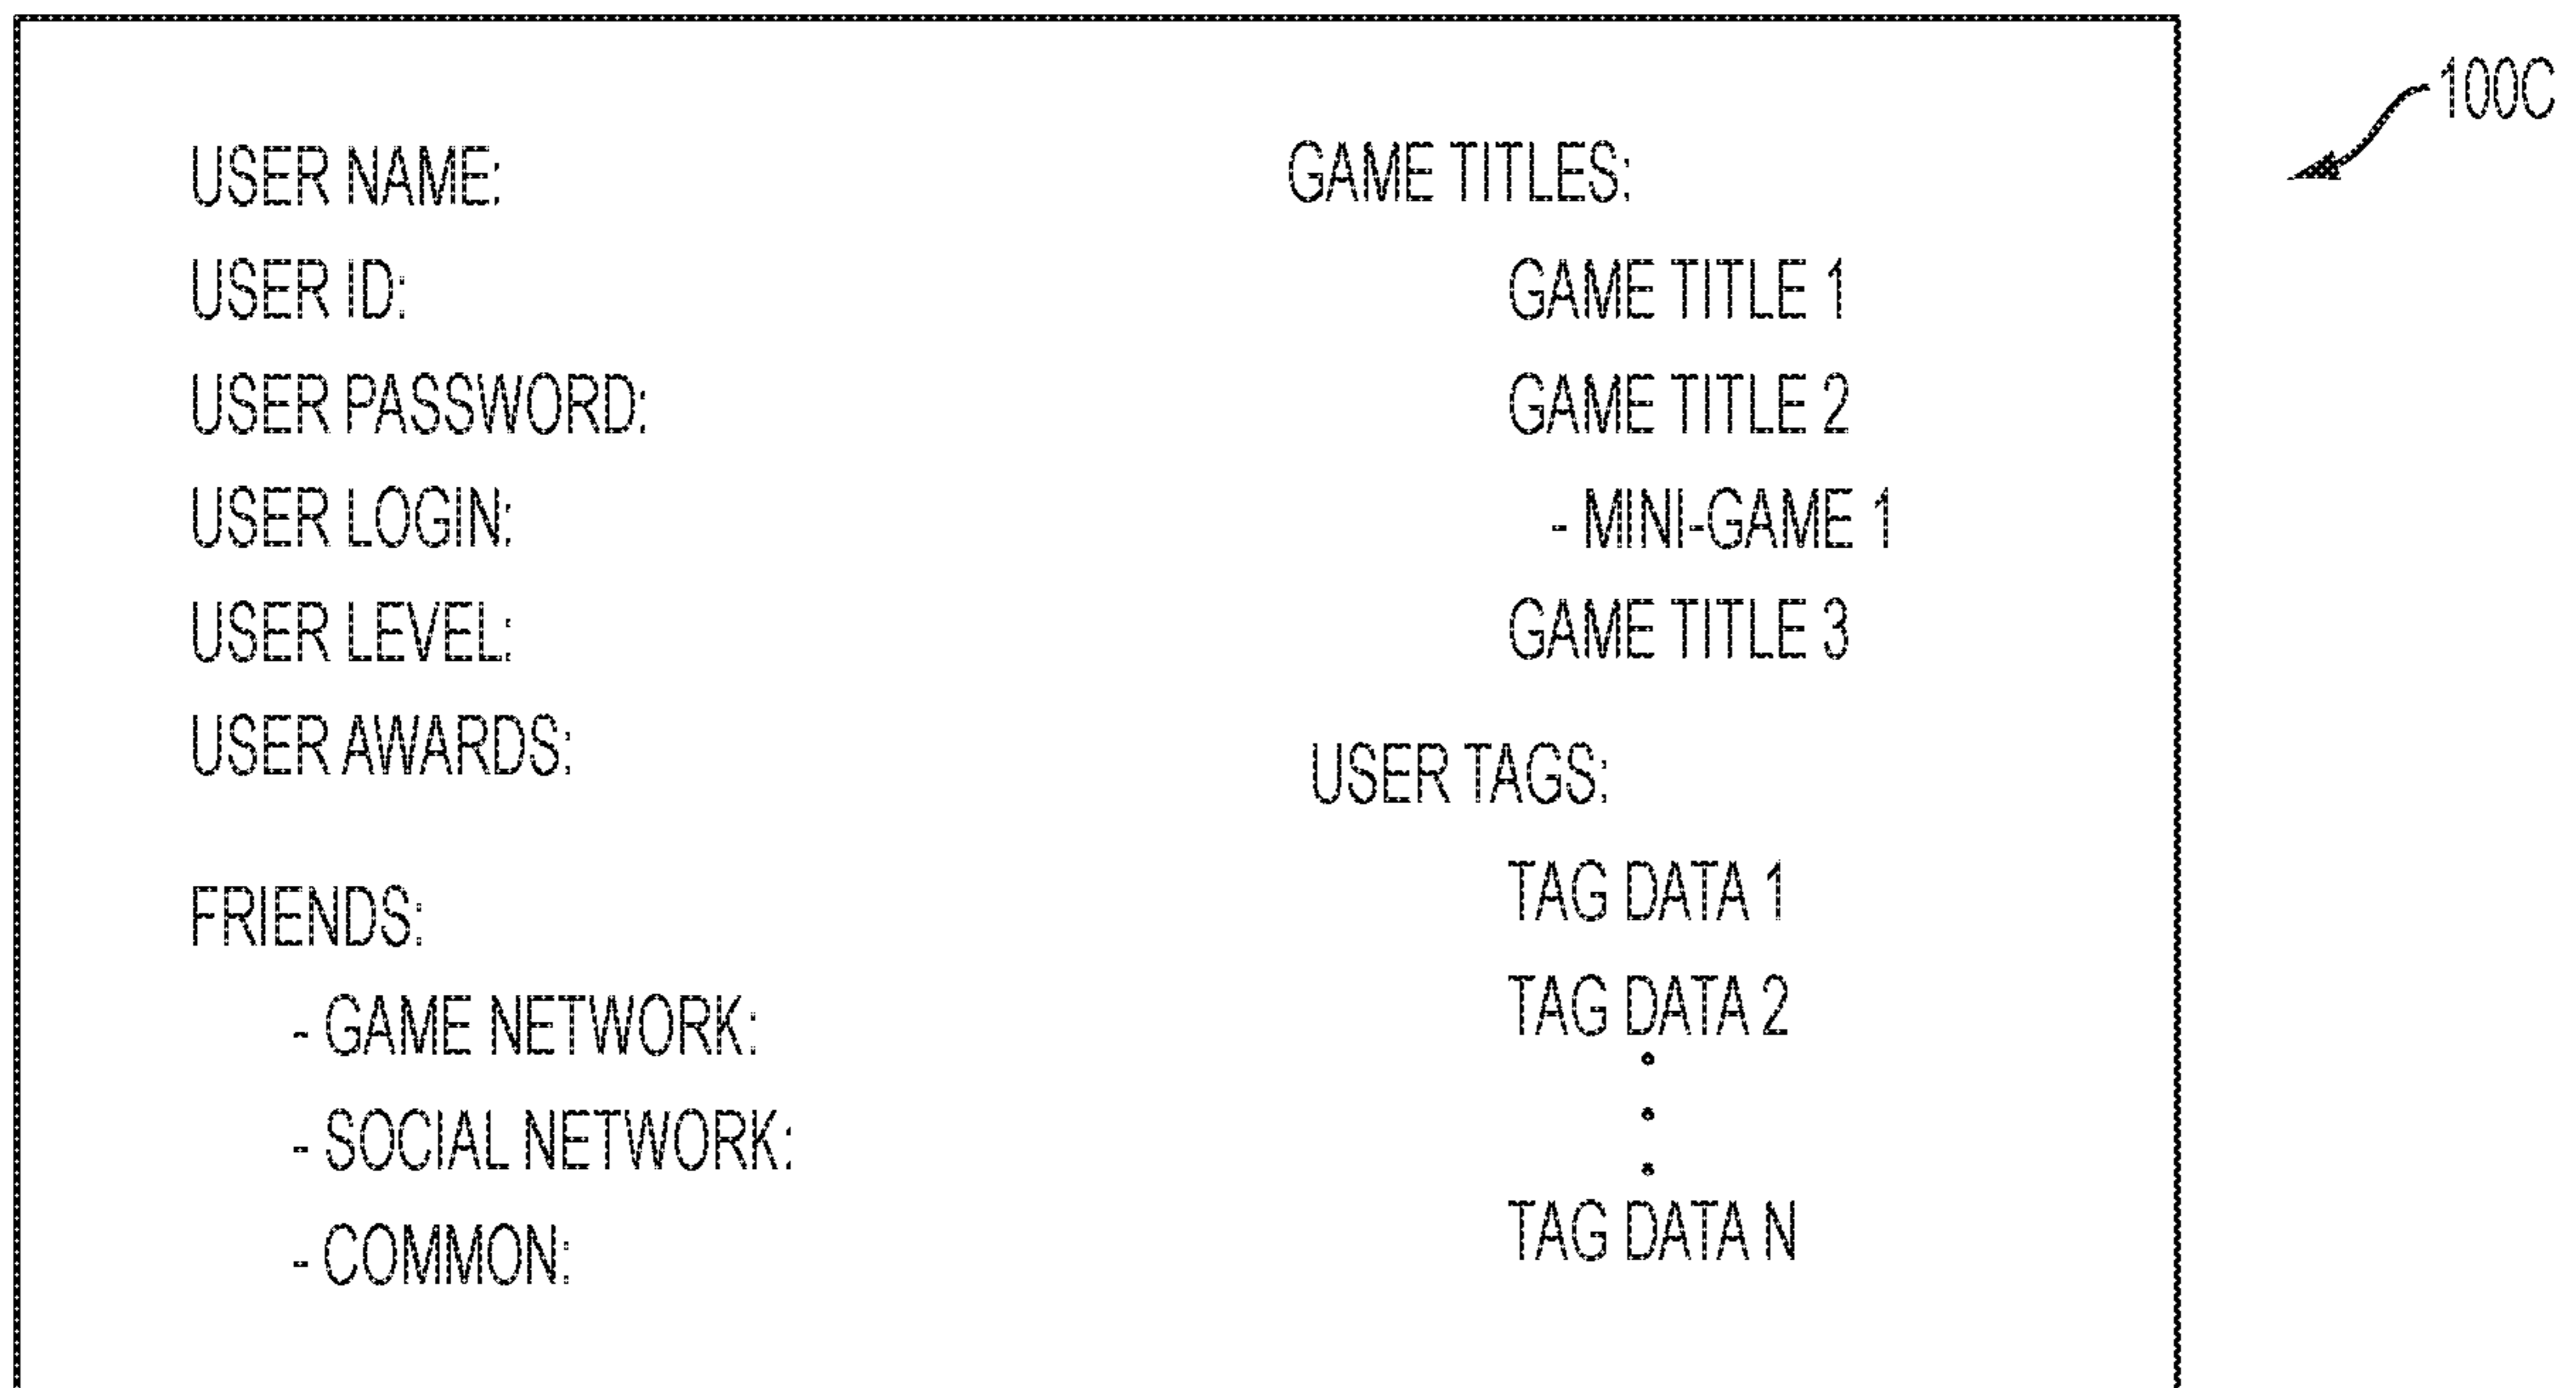 100C
USER NAME:
USER ID:
USER PASSWORD:
USER LOGIN:
USER LEVEL:
USER AWARDS:
FRIENDS:
- GAME NETWORK:
- SOCIAL NETWORK:
- COMMON:
GAME TITLES:
GAME TITLE 1
GAME TITLE 2
- MINI-GAME 1
GAME TITLE 3
USER TAGS:
TAG DATA 1
TAG DATA 2
TAG DATA N